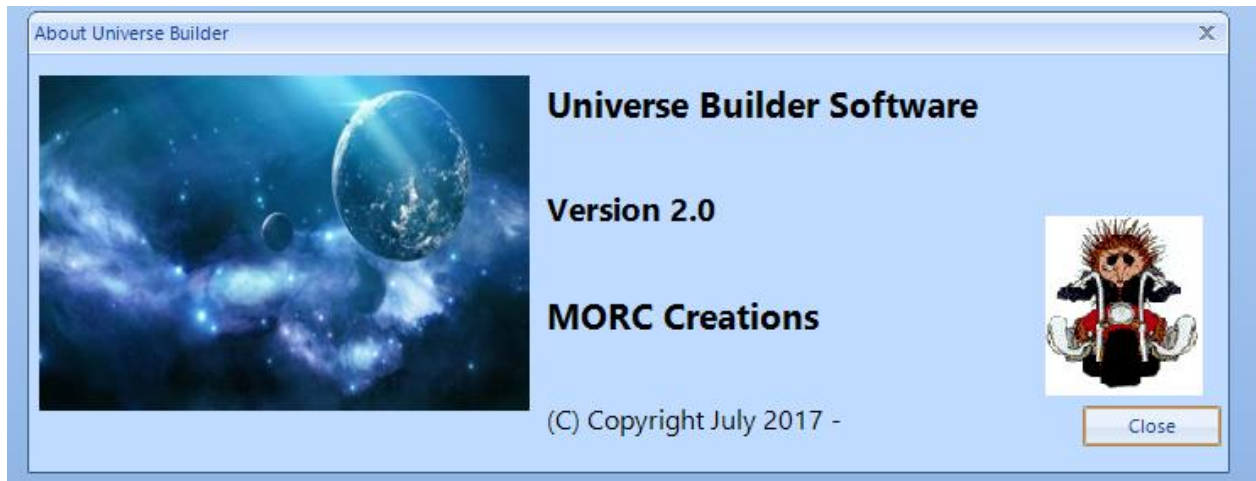 About Universe Builder
Universe Builder Software
Version 2.0
MORC Creations
(C) Copyright July 2017 -
Close